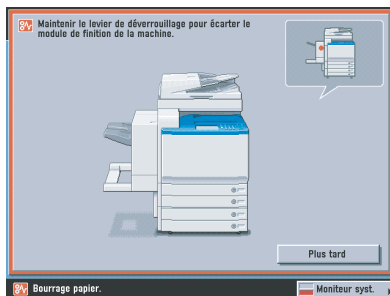 Maintenir le levier de déverrouillage pour écarter le
module de finition de la machine.
Plus tard
Bourrage papier.
Moniteur syst.